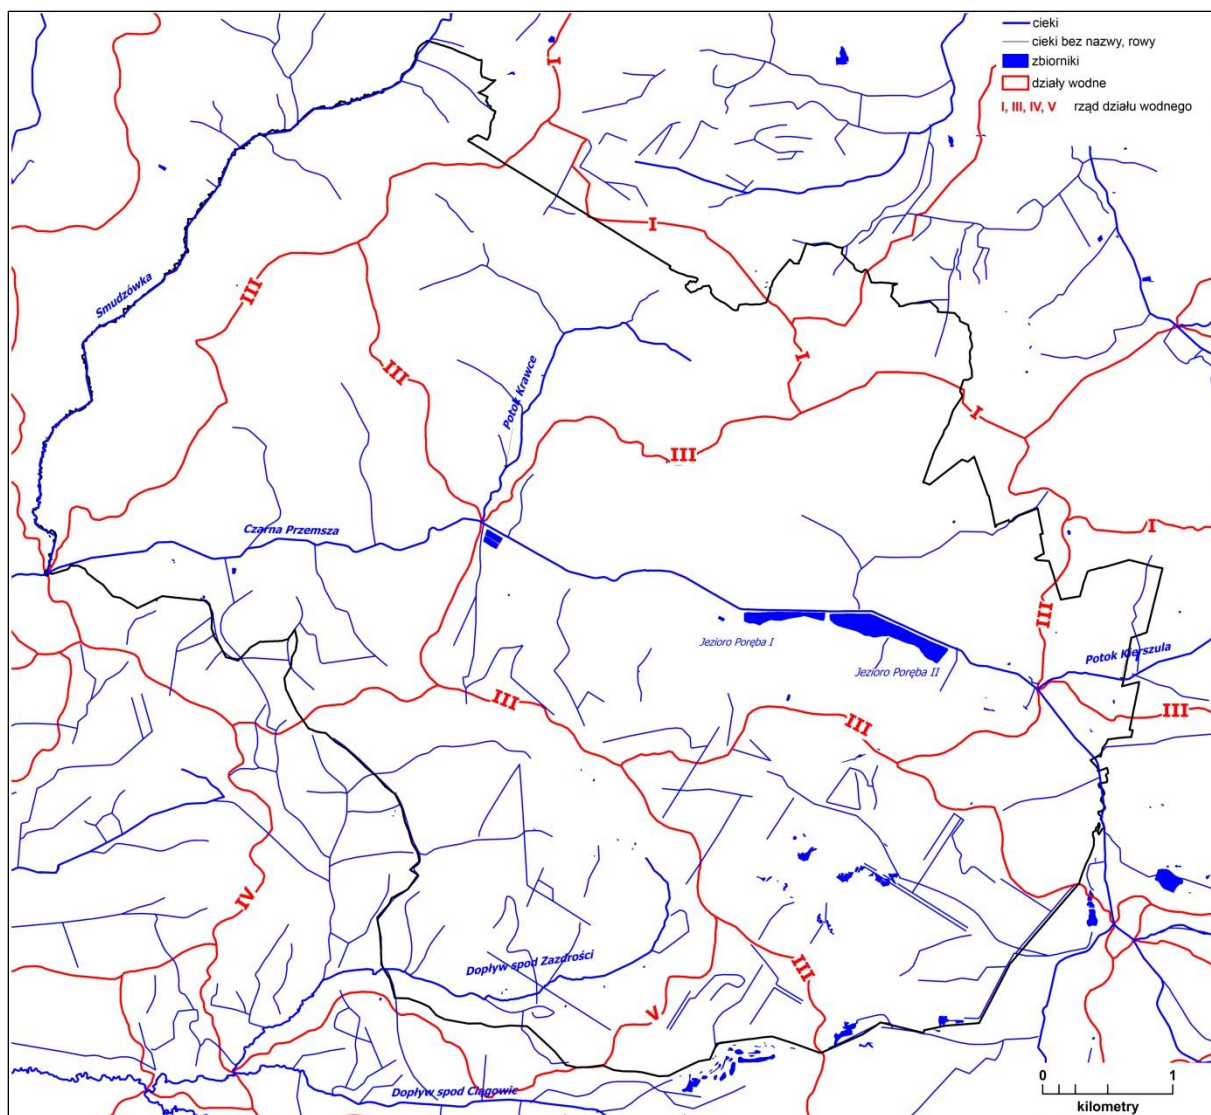 cieki
cieki bez nazwy, rowy
zbiorniki
działy wodne
I, III, IV, V rząd działu wodnego
I
I
Smudzówka
III
I
III
Potok Krawce
I
III
Czarna Przemsza
I
III
Jezioro Poręba I
Jezioro Poręba II
Potok Kierszula
III
III
III
IV
Dopływ spod Zazdrości
III
V
Dopływ spod Ciągowic
0 1
kilometry